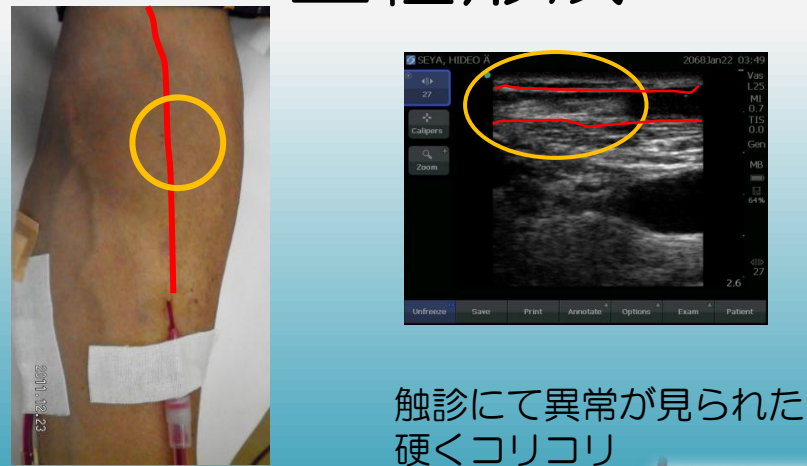 SEYA, HIDEO Ä 2068Jan22 03:49
27
Calipers
Zoom
Vas
L25
MI
0.7
TIS
0.0
Gen
MB
64%
27
2.6
Unfreeze Save Print Annotate Options Exam Patient
2011.12.23
触診にて異常が見られた
硬くコリコリ